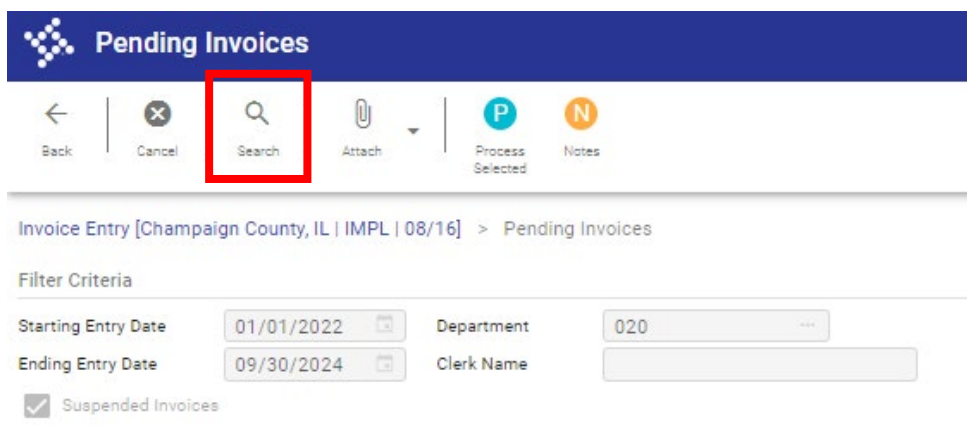 Pending Invoices
Back Cancel Search Attach P Process Selected N Notes
Invoice Entry [Champaign County, IL | IMPL | 08/16] > Pending Invoices
Filter Criteria
Starting Entry Date 01/01/2022 Department 020 ...
Ending Entry Date 09/30/2024 Clerk Name
Suspended Invoices